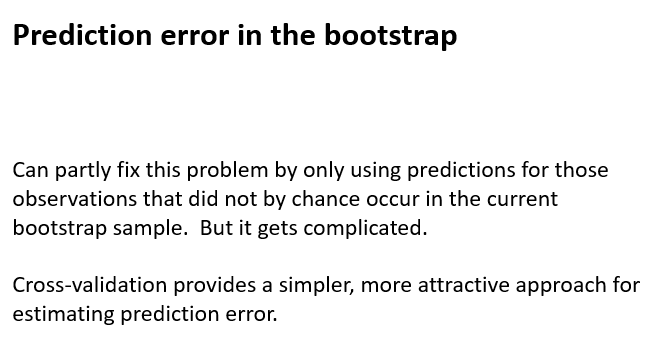 Prediction error in the bootstrap
Can partly fix this problem by only using predictions for those
observations that did not by chance occur in the current
bootstrap sample.  But it gets complicated.
Cross-validation provides a simpler, more attractive approach for
estimating prediction error.